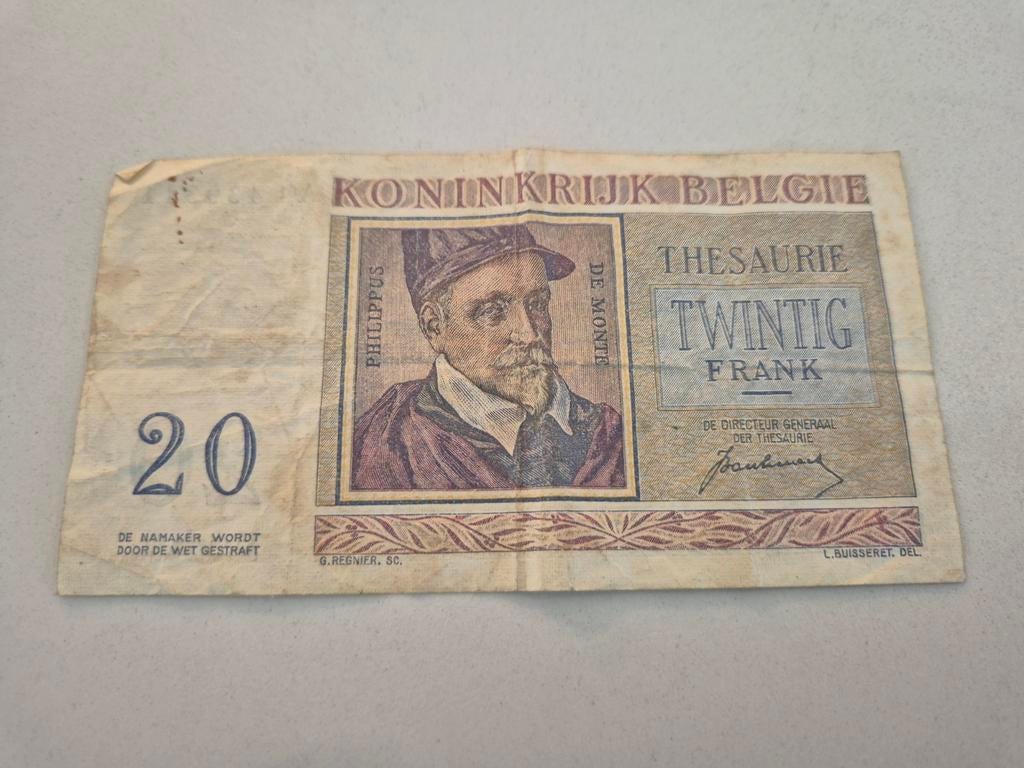 KONINKRIJK BELGIE
PHILIPPUS
DE MONTE
THESAURIE
TWINTIG
FRANK
DE DIRECTEUR GENERAAL
DER THESAURIE
20
DE NAMAKER WORDT
DOOR DE WET GESTRAFT
G. REGNIER, SC.
L. BUISSERET, DEL.